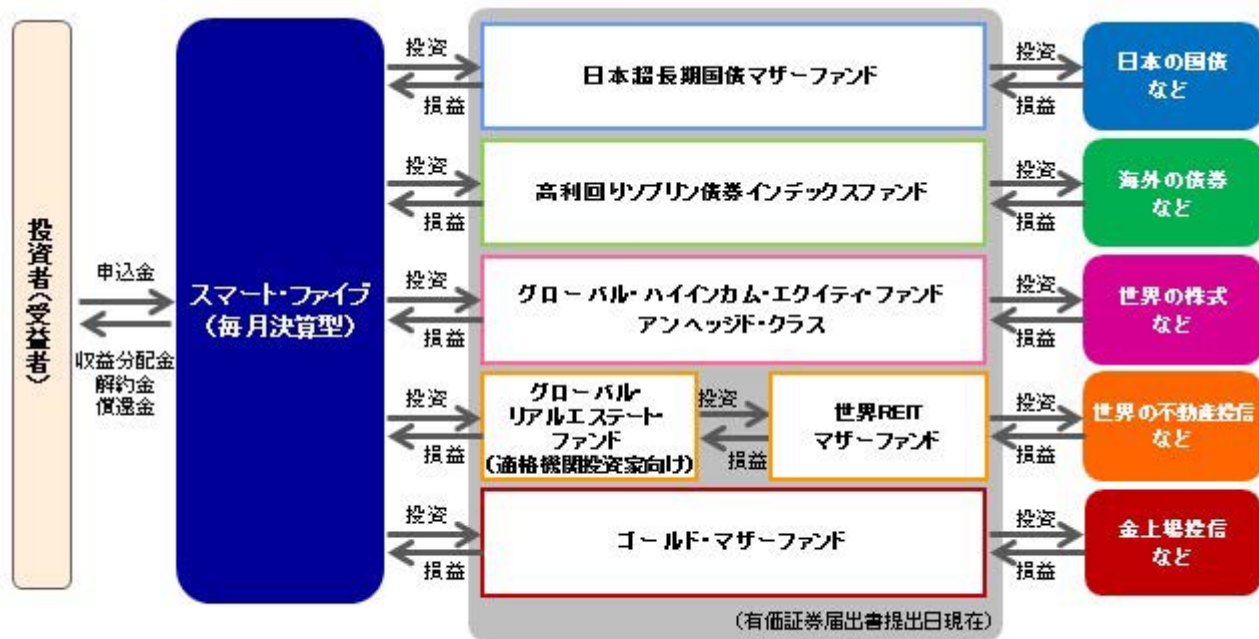 投資者(受益者)
申込金
収益分配金
解約金
償還金
スマート・ファイブ
(毎月決算型)
投資
損益
日本超長期国債マザーファンド
投資
損益
日本の国債
など
投資
損益
高利回りソブリン債券インデックスファンド
投資
損益
海外の債券
など
投資
損益
グローバル・ハイインカム・エクイティ・ファンド
アンヘッジド・クラス
投資
損益
世界の株式
など
投資
損益
グローバル・
リアルエステート・
ファンド
(適格機関投資家向け)
投資
損益
世界REIT
マザーファンド
投資
損益
世界の不動産投信
など
投資
損益
ゴールド・マザーファンド
投資
損益
金上場投信
など
(有価証券届出書提出日現在)